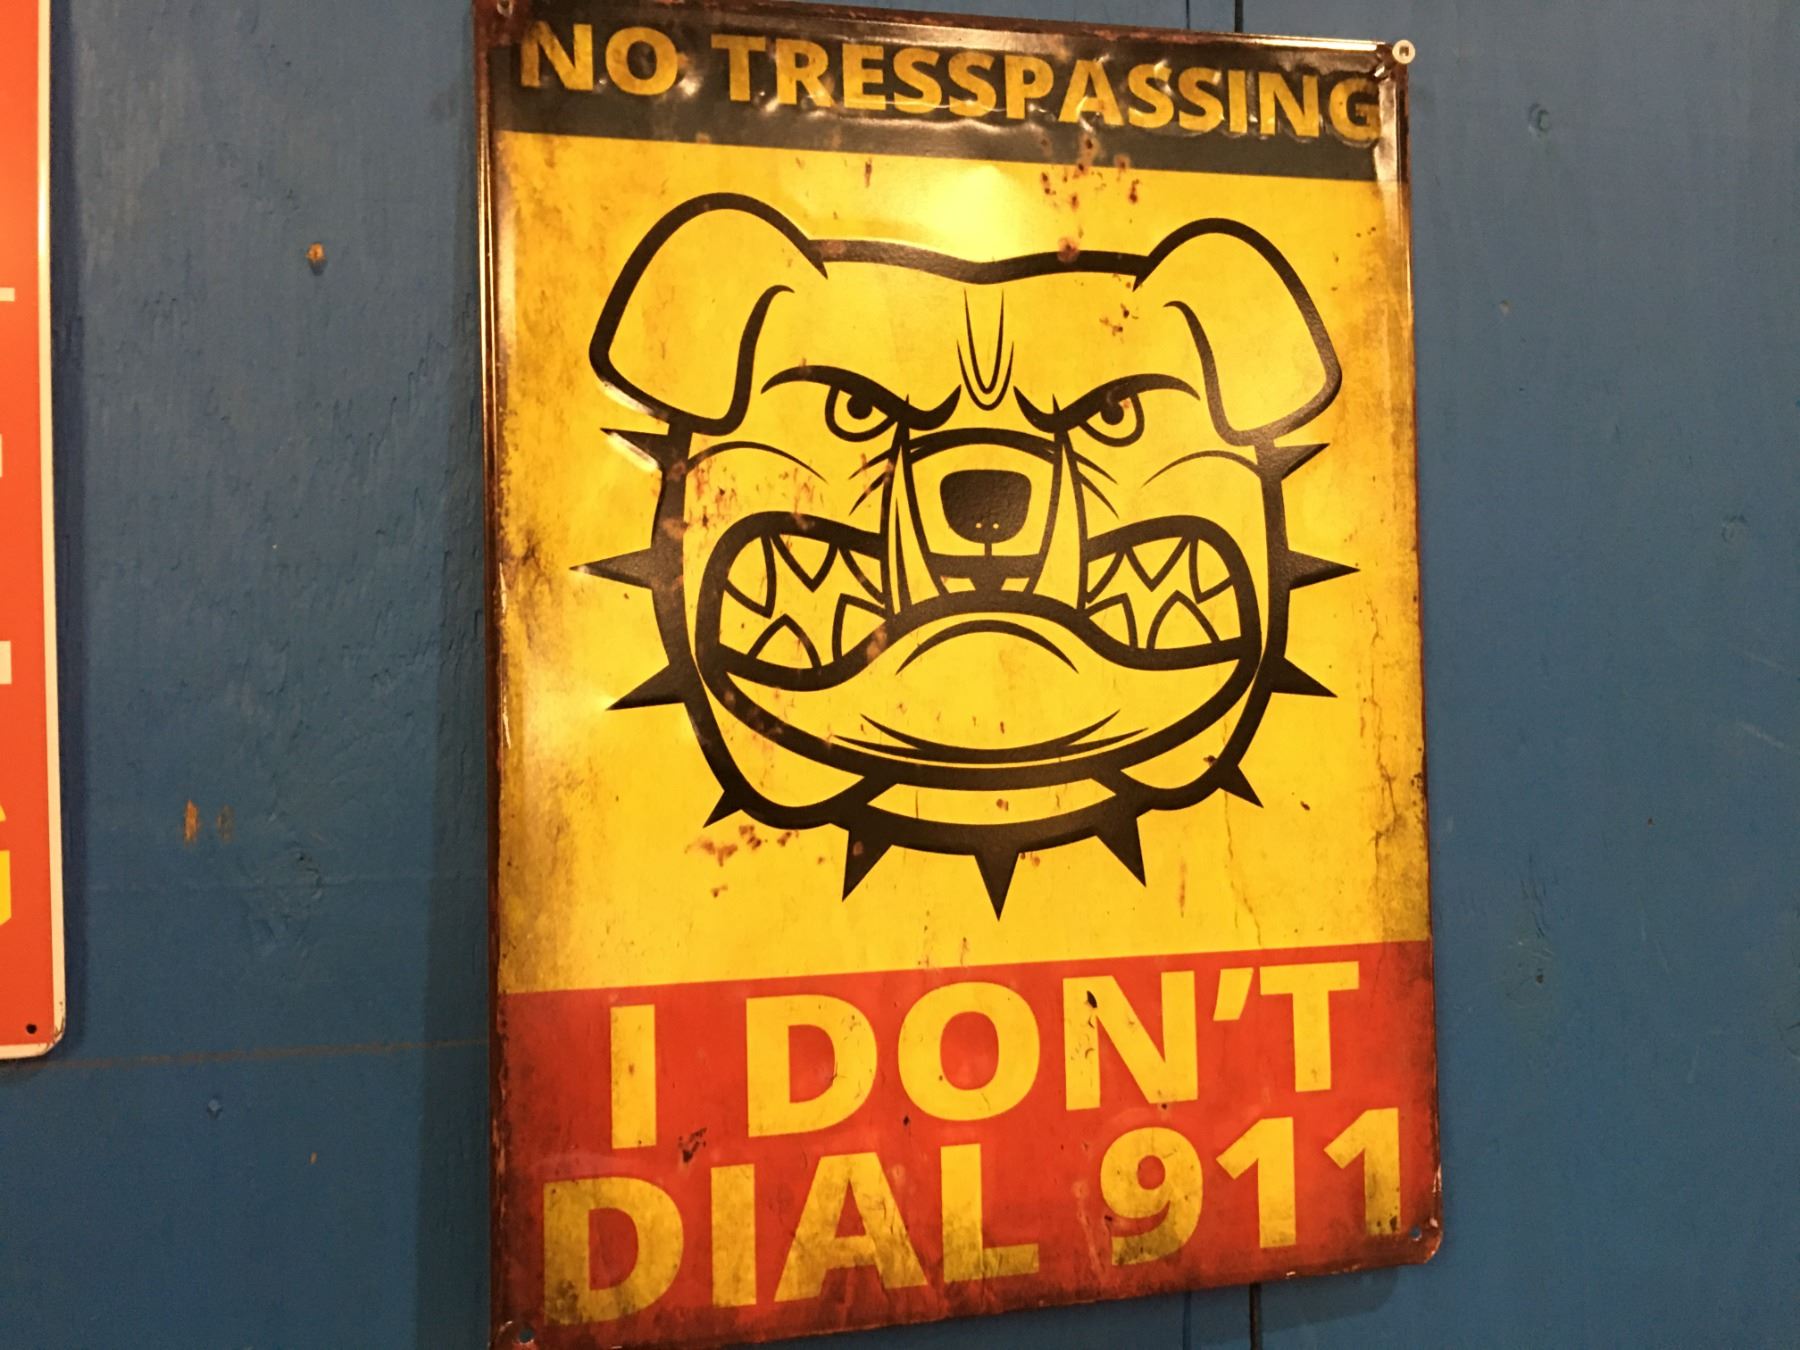 NO TRESSPASSING
I DON'T
DIAL 911